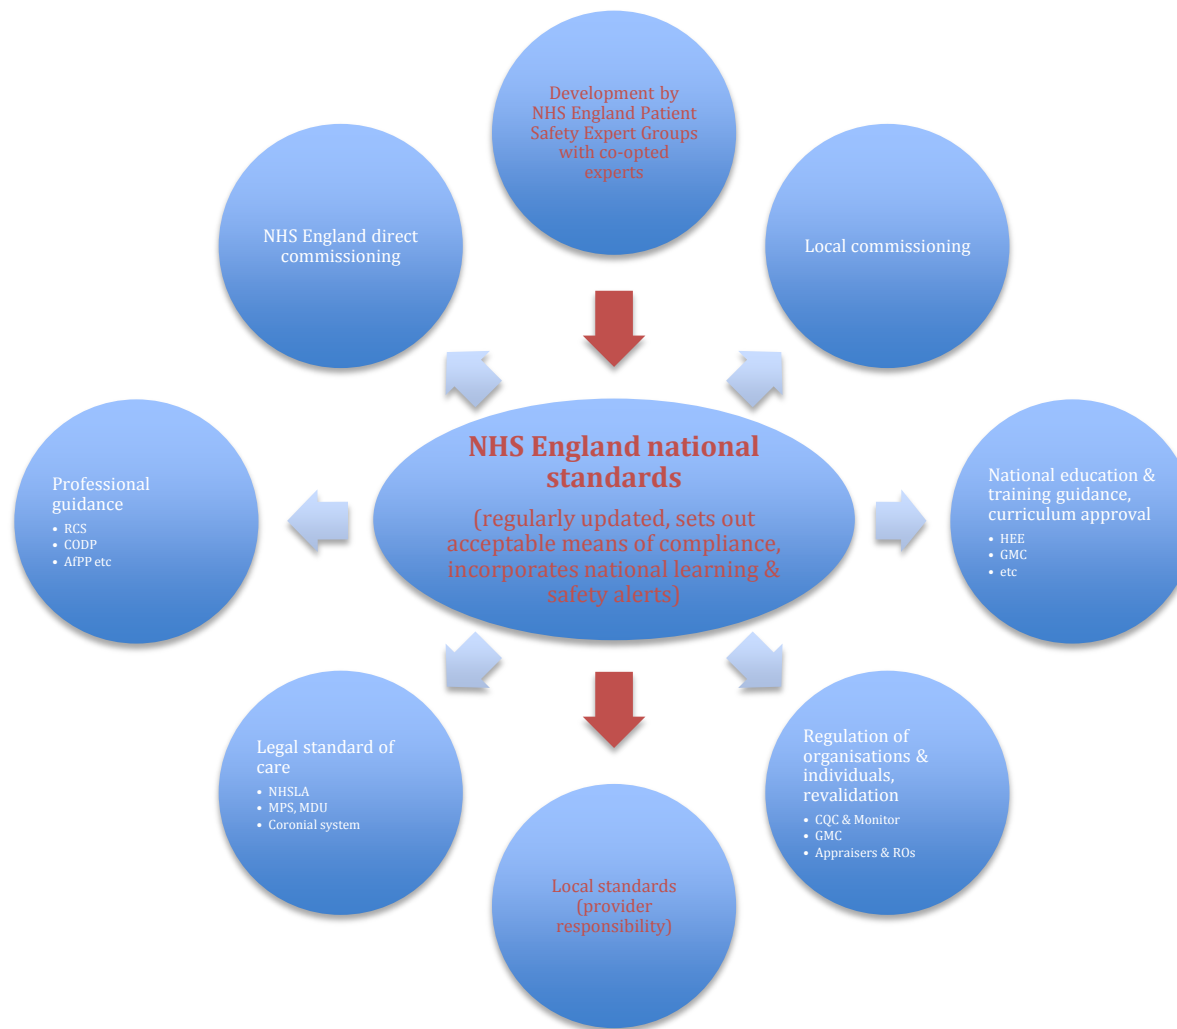 Development by
NHS England Patient
Safety Expert Groups
with co-opted
experts
NHS England direct
commissioning
Local commissioning
NHS England national
standards
(regularly updated, sets out
acceptable means of compliance,
incorporates national learning &
safety alerts)
Professional
guidance
• RCS
• CODP
• AfPP etc
National education &
training guidance,
curriculum approval
• HEE
• GMC
• etc
Legal standard of
care
• NHSLA
• MPS, MDU
• Coronial system
Regulation of
organisations &
individuals,
revalidation
• CQC & Monitor
• GMC
• Appraisers & ROs
Local standards
(provider
responsibility)